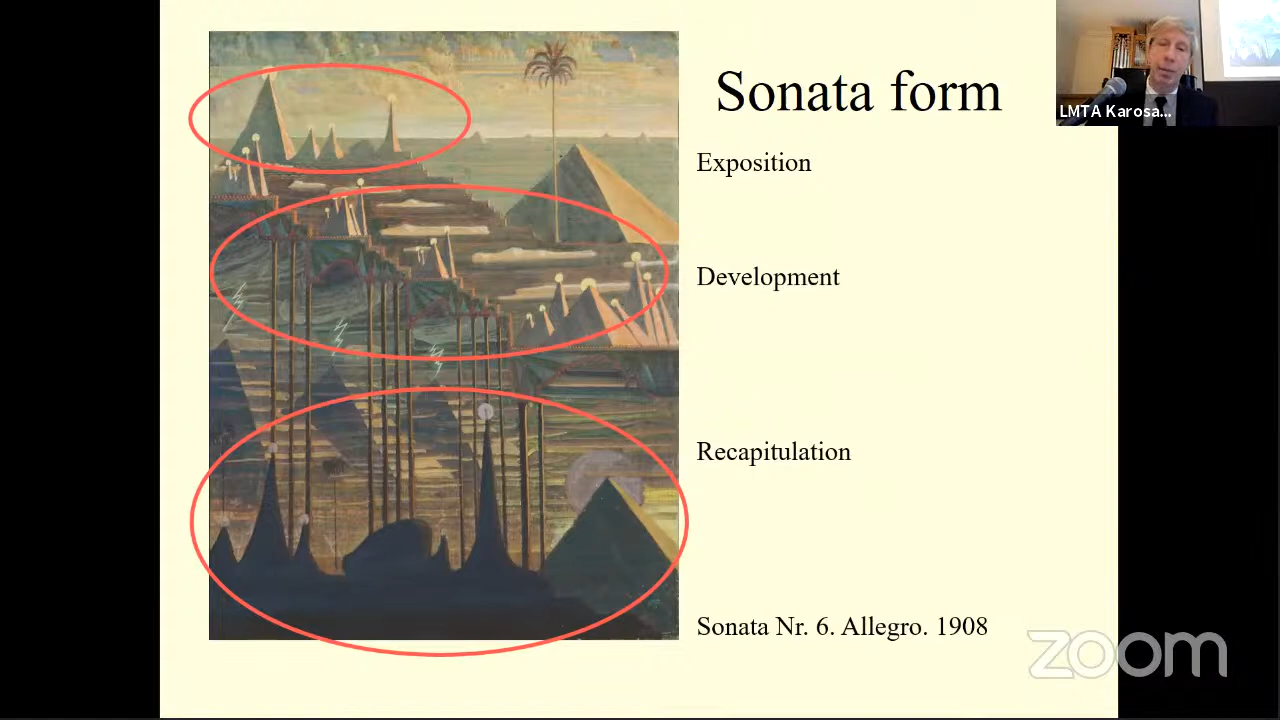 Sonata form
LMTA Karosa...
Exposition
Development
Recapitulation
Sonata Nr. 6. Allegro. 1908
zoom